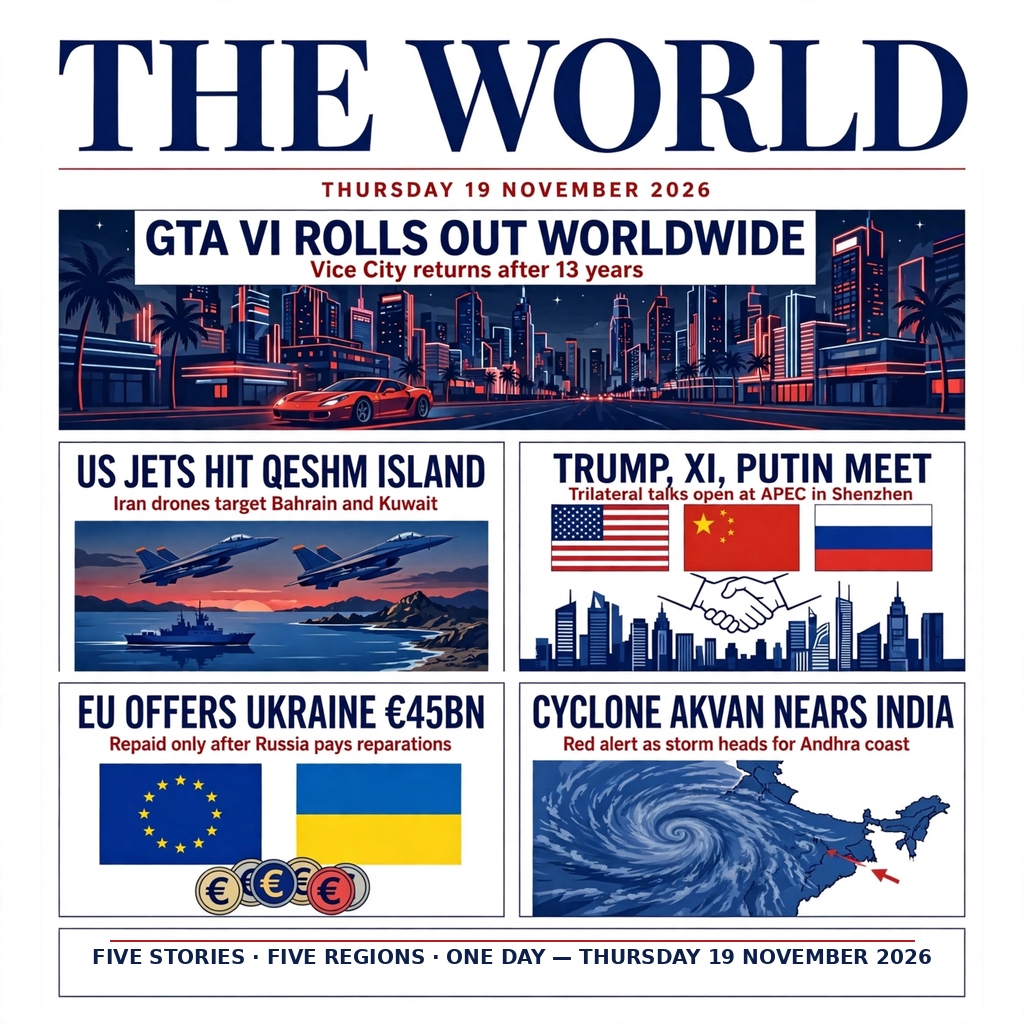 THE WORLD
THURSDAY 19 NOVEMBER 2026
GTA VI ROLLS OUT WORLDWIDE
Vice City returns after 13 years
US JETS HIT QESHM ISLAND
Iran drones target Bahrain and Kuwait
TRUMP, XI, PUTIN MEET
Trilateral talks open at APEC in Shenzhen
EU OFFERS UKRAINE €45BN
Repaid only after Russia pays reparations
€ € € €
CYCLONE AKVAN NEARS INDIA
Red alert as storm heads for Andhra coast
FIVE STORIES · FIVE REGIONS · ONE DAY — THURSDAY 19 NOVEMBER 2026